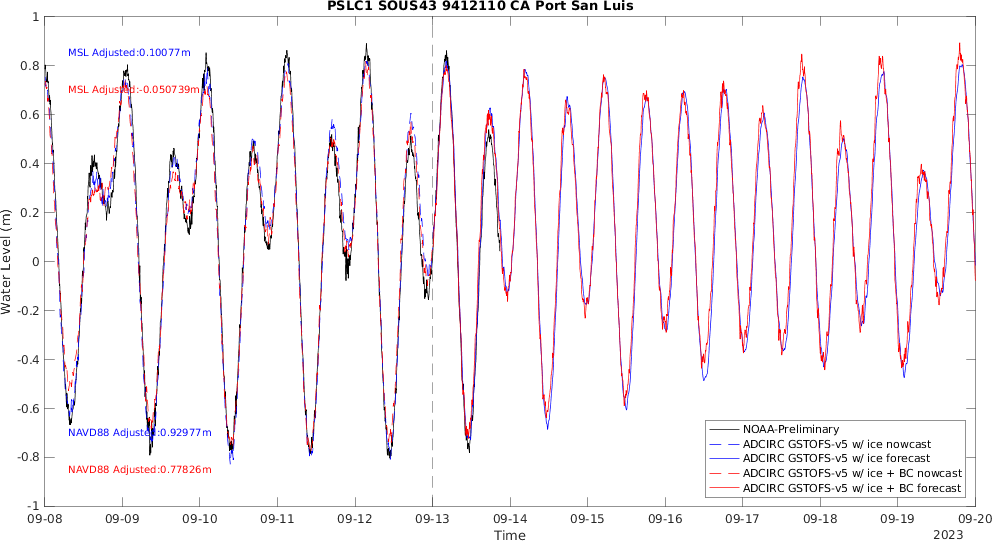 PSLC1 SOUS43 9412110 CA Port San Luis
1
0.8
0.6
0.4
0.2
0
-0.2
-0.4
-0.6
-0.8
-1
Water Level (m)
MSL Adjusted:0.10077m
MSL Adjusted:-0.050739m
NAVD88 Adjusted:0.92977m
NAVD88 Adjusted:0.77826m
NOAA-Preliminary
ADCIRC GSTOFS-v5 w/ ice nowcast
ADCIRC GSTOFS-v5 w/ ice forecast
ADCIRC GSTOFS-v5 w/ ice + BC nowcast
ADCIRC GSTOFS-v5 w/ ice + BC forecast
09-08 09-09 09-10 09-11 09-12 09-13 09-14 09-15 09-16 09-17 09-18 09-19 09-20
Time
2023